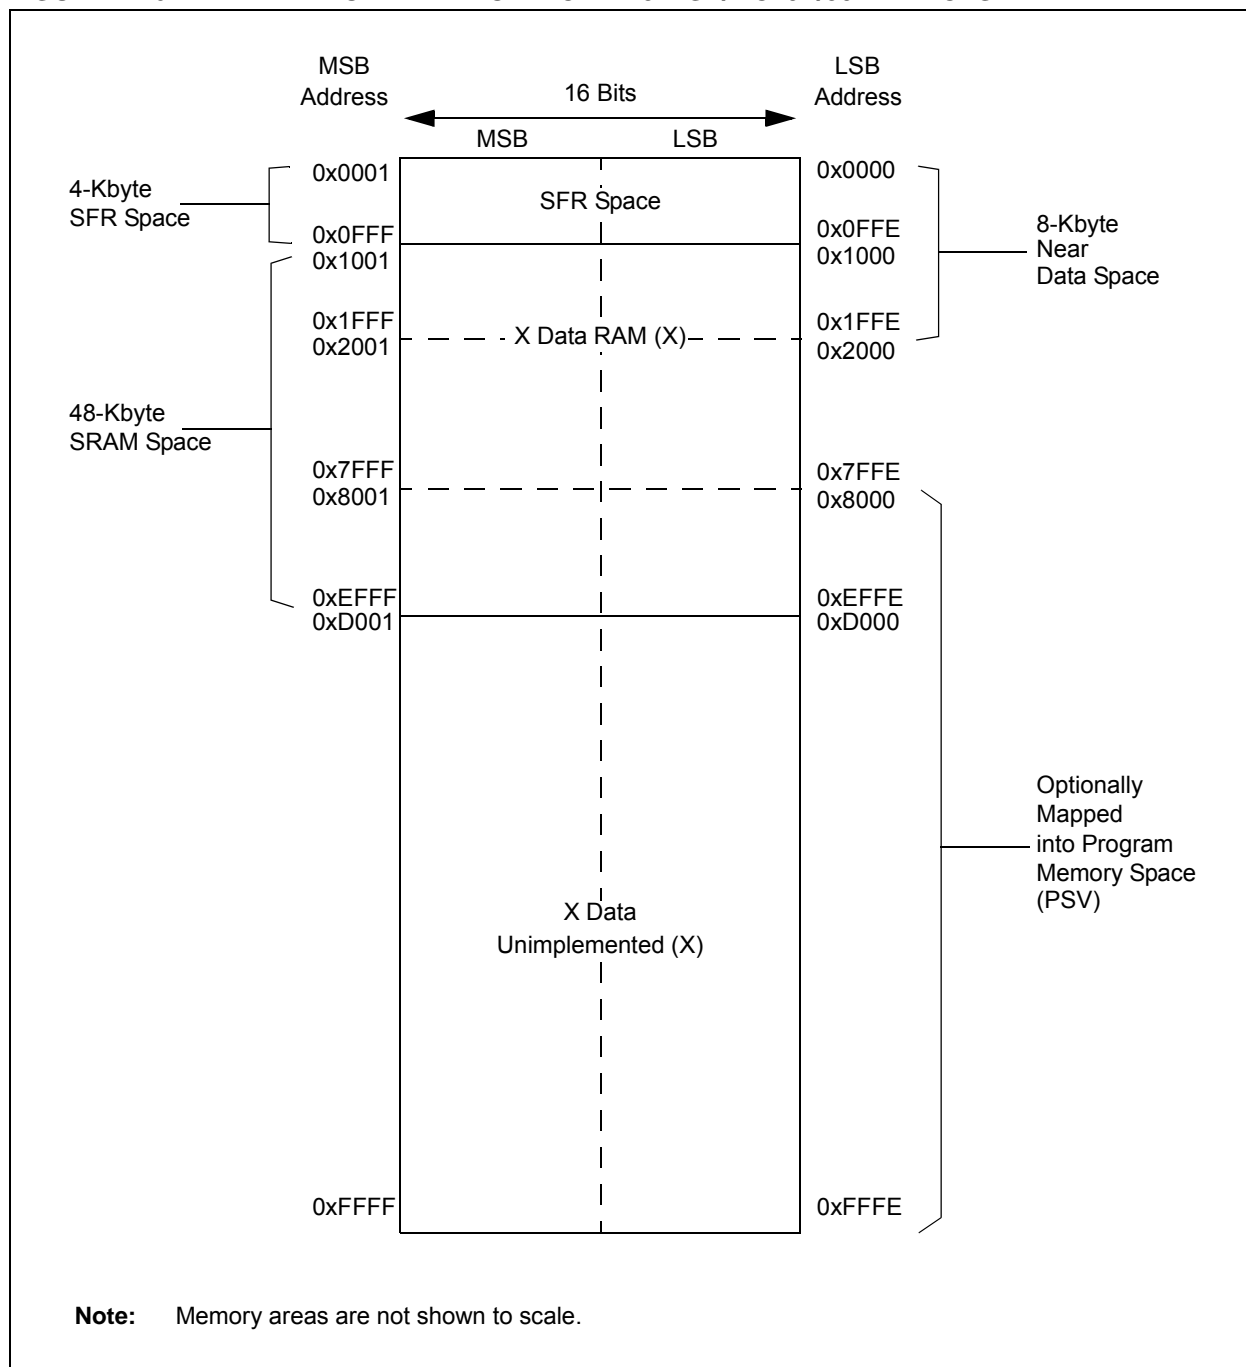 MSB
Address
16 Bits
LSB
Address
MSB
LSB
0x0001
0x0000
4-Kbyte
SFR Space
SFR Space
0x0FFF
0x0FFE
0x1001
0x1000
8-Kbyte
Near
Data Space
0x1FFF
0x1FFE
X Data RAM (X)
0x2001
0x2000
48-Kbyte
SRAM Space
0x7FFF
0x7FFE
0x8001
0x8000
0xEFFF
0xEFFE
0xD001
0xD000
Optionally
Mapped
into Program
Memory Space
(PSV)
X Data
Unimplemented (X)
0xFFFF
0xFFFE
Note: Memory areas are not shown to scale.